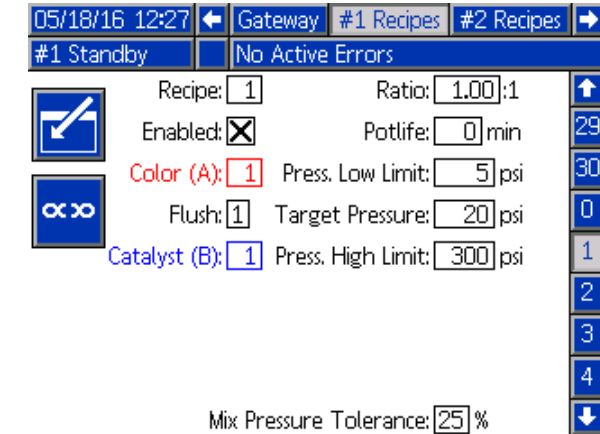 05/18/16 12:27 Gateway #1 Recipes #2 Recipes
#1 Standby No Active Errors
Recipe: 1 Ratio: 1.00:1
Enabled: Potlife: 0 min
Color (A): 1 Press. Low Limit: 5 psi
Flush: 1 Target Pressure: 20 psi
Catalyst (B): 1 Press. High Limit: 300 psi
Mix Pressure Tolerance: 25 %
29
30
0
1
2
3
4